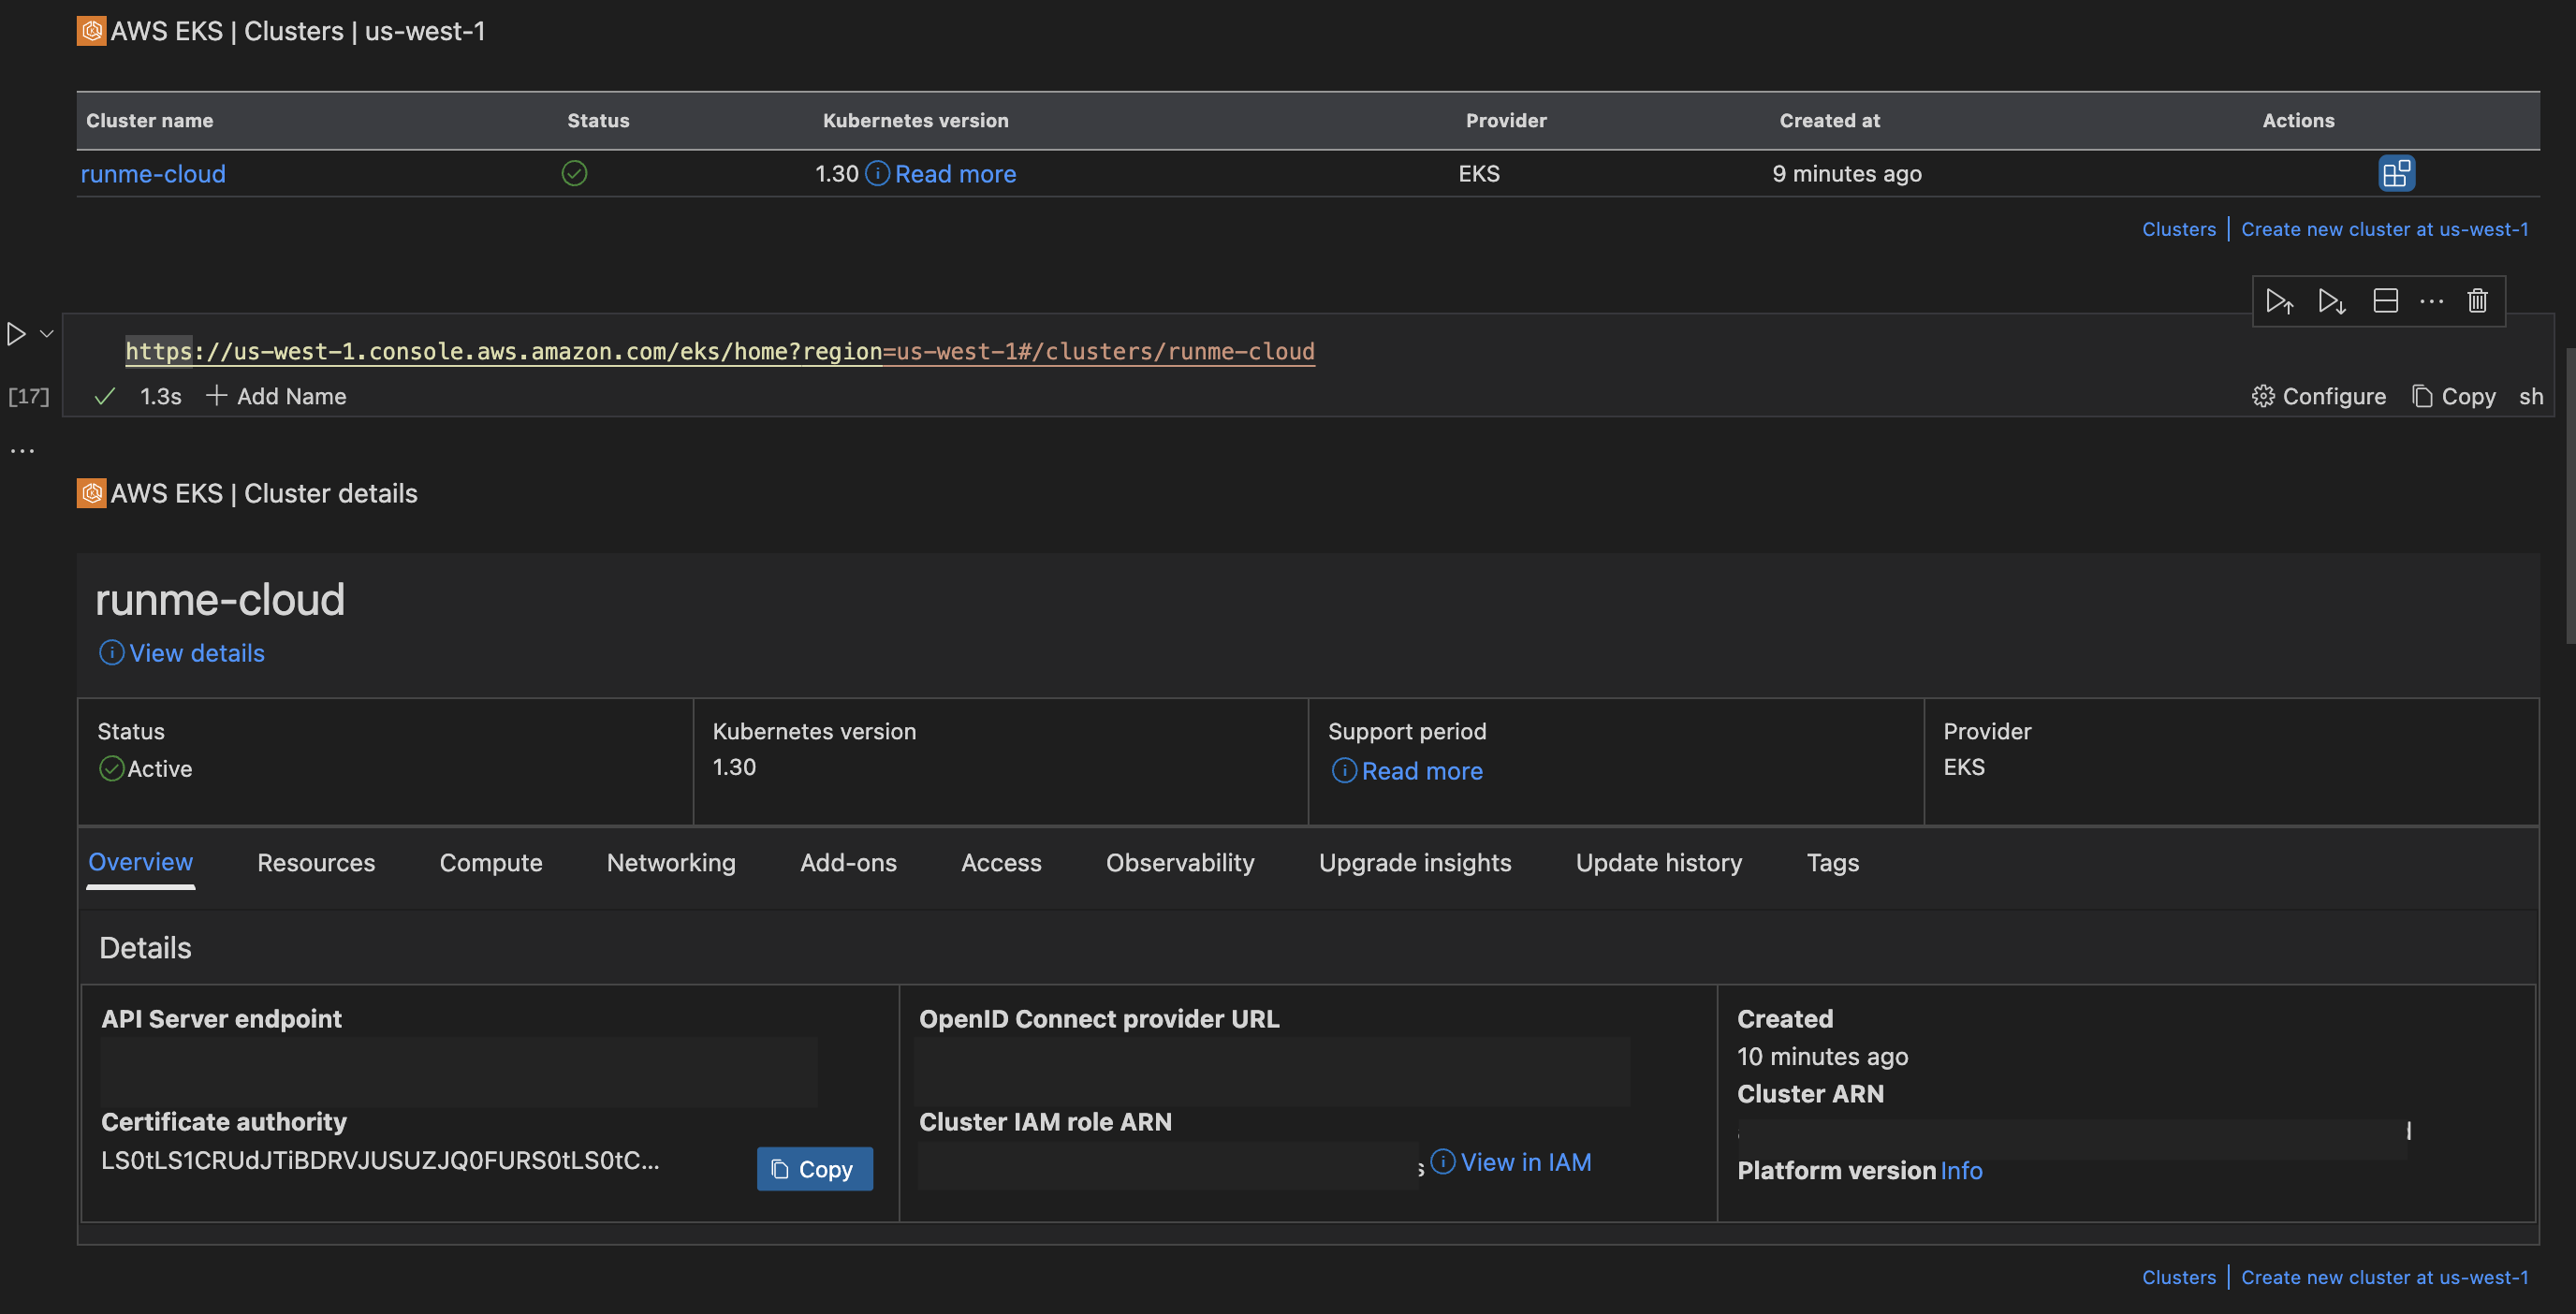 AWS EKS | Clusters | us-west-1
Cluster name Status Kubernetes version Provider Created at Actions
runme-cloud 1.30 Read more EKS 9 minutes ago
Clusters | Create new cluster at us-west-1
https://us-west-1.console.aws.amazon.com/eks/home?region=us-west-1#/clusters/runme-cloud
[17] 1.3s Add Name Configure Copy sh
AWS EKS | Cluster details
runme-cloud
View details
Status Kubernetes version Support period Provider
Active 1.30 Read more EKS
Overview Resources Compute Networking Add-ons Access Observability Upgrade insights Update history Tags
Details
API Server endpoint OpenID Connect provider URL Created
10 minutes ago
Cluster ARN
Certificate authority Cluster IAM role ARN
LS0tLS1CRUdJTiBDRVJUSUZJQ0FURS0tLS0tC... Copy View in IAM
Platform version Info
Clusters | Create new cluster at us-west-1